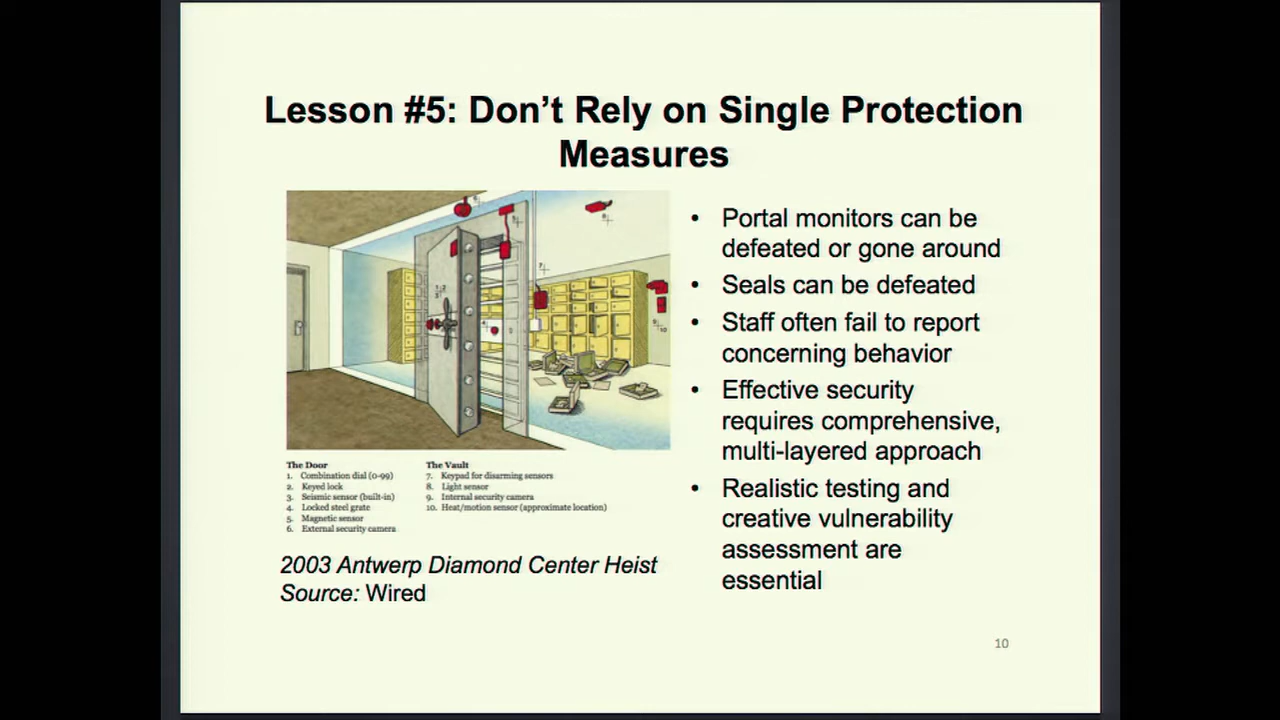 Lesson #5: Don't Rely on Single Protection
Measures
• Portal monitors can be
defeated or gone around
• Seals can be defeated
• Staff often fail to report
concerning behavior
• Effective security
requires comprehensive,
multi-layered approach
• Realistic testing and
creative vulnerability
assessment are
essential
The Door
1. Combination dial (0-99)
2. Keyed lock
3. Seismic sensor (built-in)
4. Locked steel grate
5. Magnetic sensor
6. External security camera
The Vault
7. Keypad for disarming sensors
8. Light sensor
9. Internal security camera
10. Heat/motion sensor (approximate location)
2003 Antwerp Diamond Center Heist
Source: Wired
10